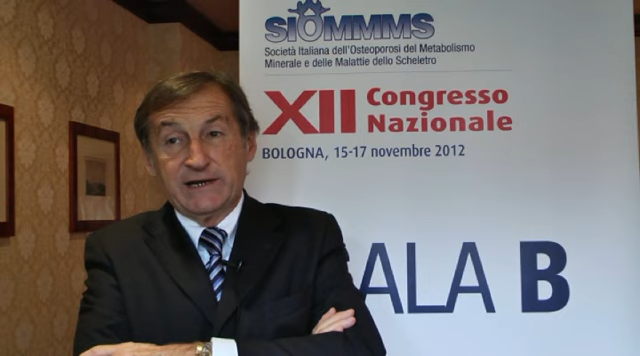 SIOMMMS
Società Italiana dell'Osteoporosi del Metabolismo
Minerale e delle Malattie dello Scheletro
XII Congresso
Nazionale
BOLOGNA, 15-17 novembre 2012
ALA B